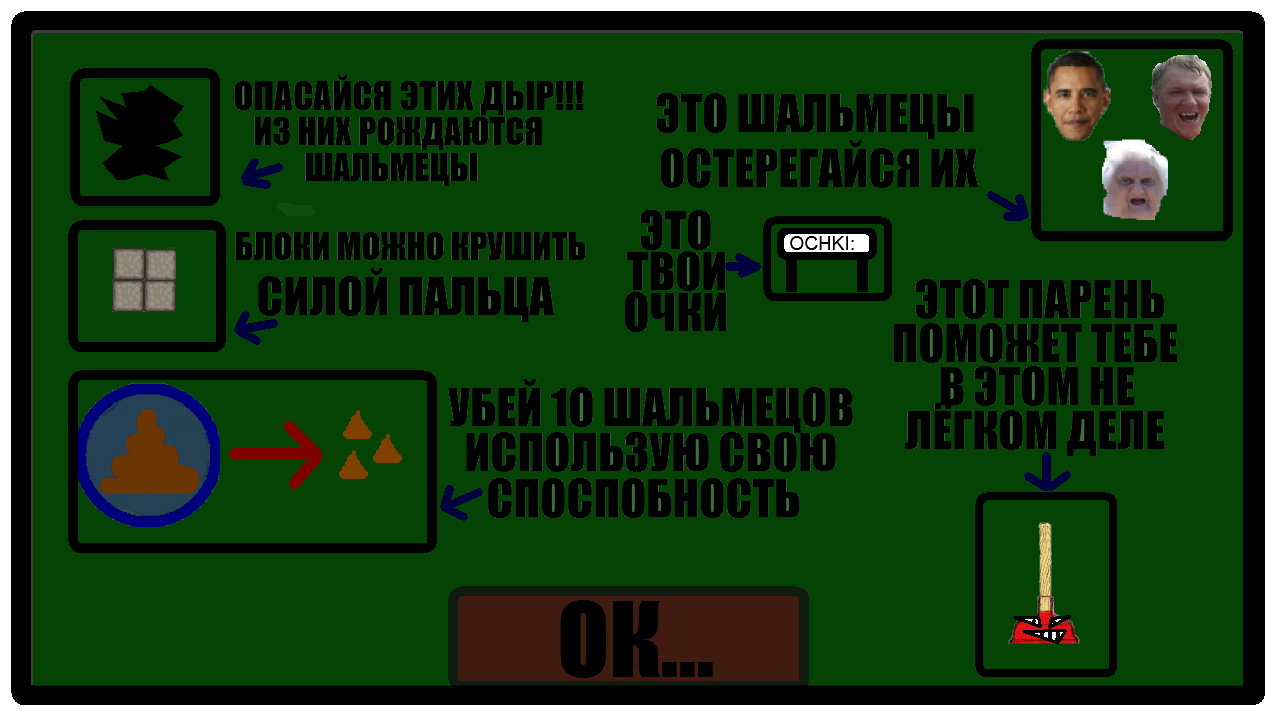 ОПАСАЙСЯ ЭТИХ ДЫР!!!
ИЗ НИХ РОЖДАЮТСЯ
ШАЛЬМЕЦЫ
ЭТО ШАЛЬМЕЦЫ
ОСТЕРЕГАЙСЯ ИХ
БЛОКИ МОЖНО КРУШИТЬ
СИЛОЙ ПАЛЬЦА
ЭТО
ТВОИ
ОЧКИ
OCHKI:
ЭТОТ ПАРЕНЬ
ПОМОЖЕТ ТЕБЕ
В ЭТОМ НЕ
ЛЁГКОМ ДЕЛЕ
УБЕЙ 10 ШАЛЬМЕЦОВ
ИСПОЛЬЗУЮ СВОЮ
СПОСПОБНОСТЬ
ОК...